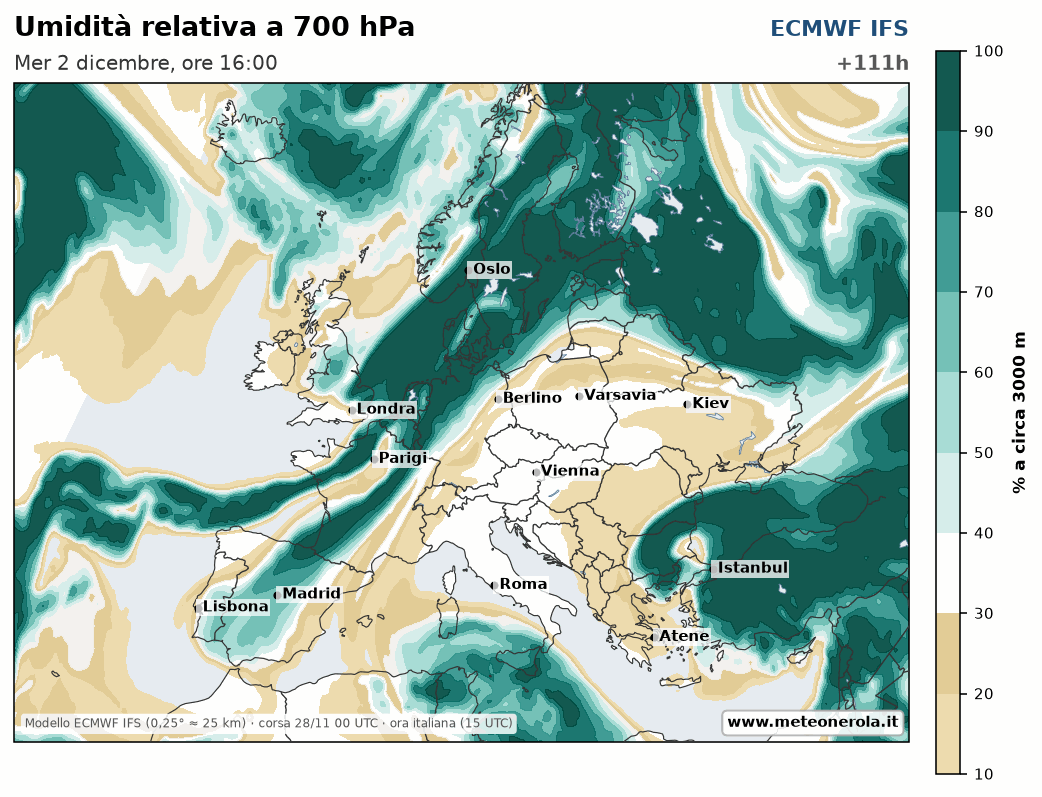 Umidità relativa a 700 hPa
ECMWF IFS
Mer 2 dicembre, ore 16:00
+111h
100
90
80
70
60
50
40
30
20
10
% a circa 3000 m
Oslo
Londra
Berlino
Varsavia
Kiev
Parigi
Vienna
Istanbul
Madrid
Roma
Lisbona
Atene
Modello ECMWF IFS (0,25° ≈ 25 km) · corsa 28/11 00 UTC · ora italiana (15 UTC)
www.meteonerola.it